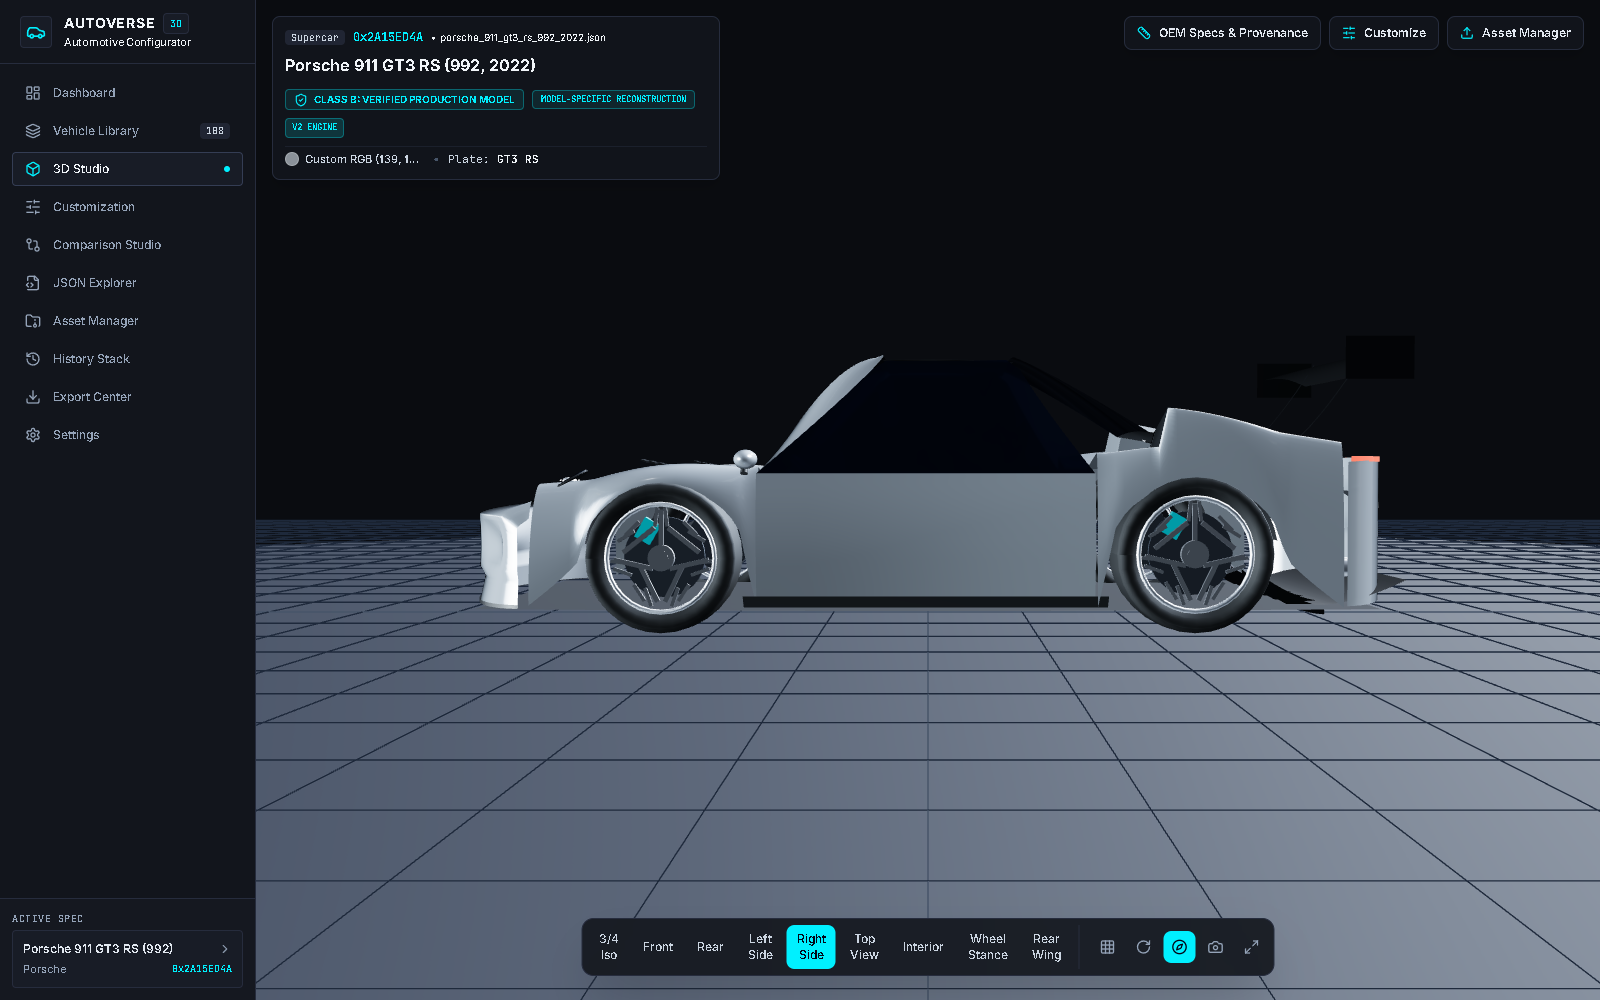 AUTOVERSE 3D
Automotive Configurator
Dashboard
Vehicle Library 188
3D Studio
Customization
Comparison Studio
JSON Explorer
Asset Manager
History Stack
Export Center
Settings
ACTIVE SPEC
Porsche 911 GT3 RS (992)
Porsche 0x2A15ED4A
Supercar 0x2A15ED4A • porsche_911_gt3_rs_992_2022.json
Porsche 911 GT3 RS (992, 2022)
CLASS B: VERIFIED PRODUCTION MODEL MODEL-SPECIFIC RECONSTRUCTION
V2 ENGINE
Custom RGB (139, 1... • Plate: GT3 RS
OEM Specs & Provenance Customize Asset Manager
3/4 Iso
Front
Rear
Left Side
Right Side
Top View
Interior
Wheel Stance
Rear Wing